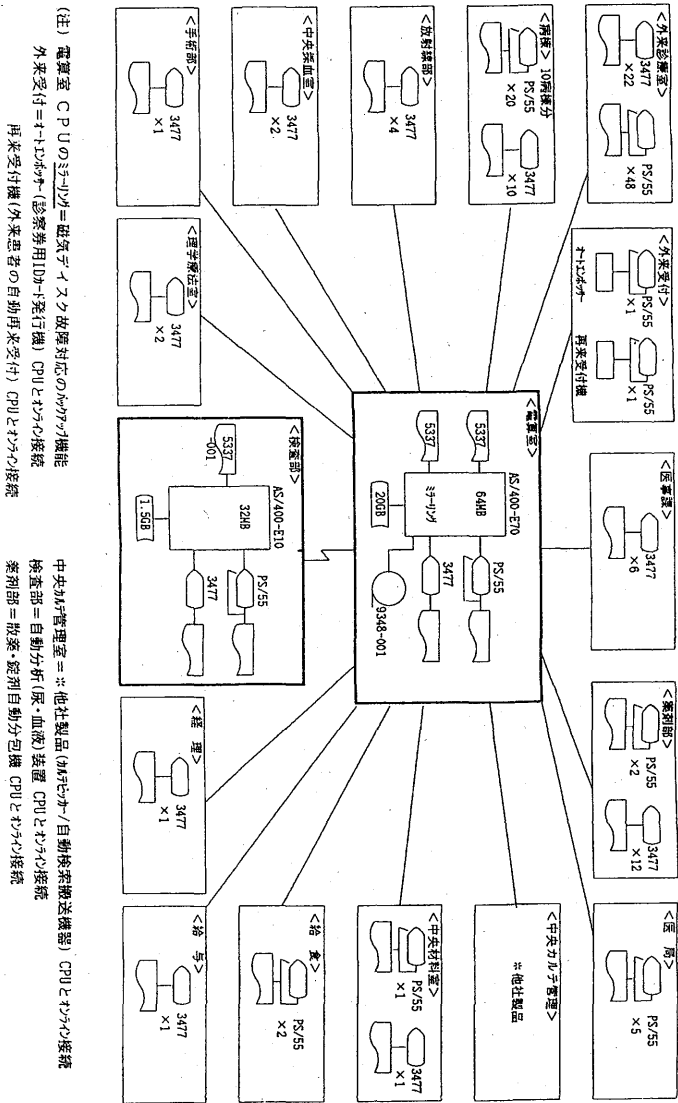 <外来診療室>
3477
×22
PS/55
×48
<外来受付>
PS/55
×1
オートエンボッサー
PS/55
×1
再来受付機
<医事課>
3477
×6
<薬剤部>
PS/55
×2
3477
×12
<医 局>
PS/55
×5
<病棟> 10病棟分
PS/55
×20
3477
×10
<放射線部>
3477
×4
<中央採血室>
3477
×2
<手術部>
3477
×1
<理学療法室>
3477
×2
<電算室>
AS/400-E70
5337
5337
64MB
ミラーリング
20GB
PS/55
3477
9348-001
<検査部>
AS/400-E10
5337
-001
32MB
1.5GB
PS/55
3477
<中央カルテ管理>
※他社製品
<中央材料室>
PS/55
×1
3477
×1
<給 食>
PS/55
×2
<経 理>
3477
×1
<給 与>
3477
×1
(注) 電算室 CPUのミラーリング=磁気ディスク故障対応のバックアップ機能
外来受付=オートエンボッサー(診察券用IDカード発行機) CPUとオンライン接続
再来受付機(外来患者の自動再来受付) CPUとオンライン接続
中央カルテ管理室=※他社製品(カルテピッカー/自動検索搬送機器) CPUとオンライン接続
検査部=自動分析(尿・血液)装置 CPUとオンライン接続
薬剤部=散薬・錠剤自動分包機 CPUとオンライン接続